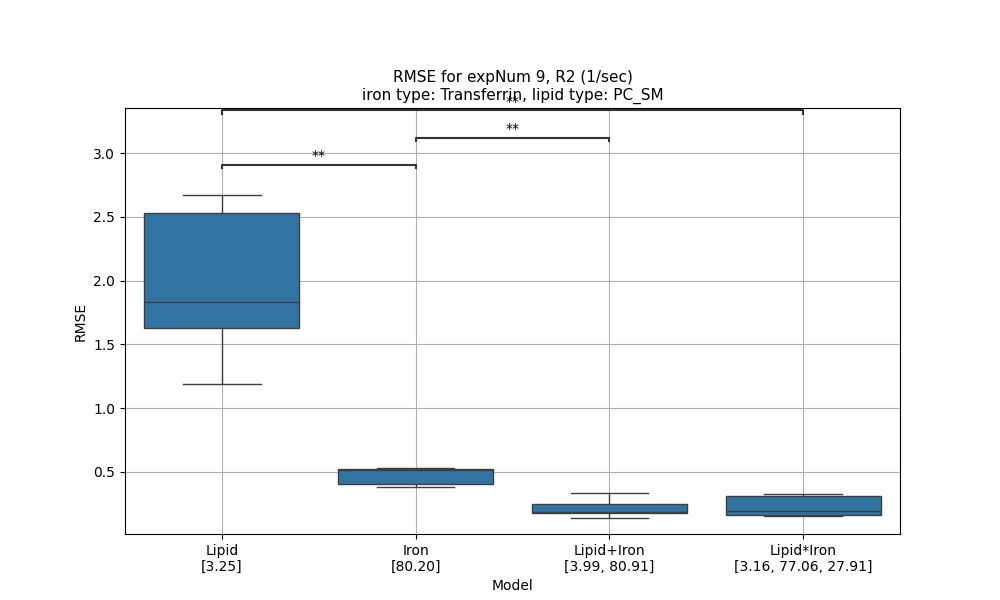 RMSE for expNum 9, R2 (1/sec)
iron type: Transferrin, lipid type: PC_SM
**
**
**
3.0
2.5
2.0
1.5
1.0
0.5
RMSE
Lipid
[3.25]
Iron
[80.20]
Lipid+Iron
[3.99, 80.91]
Lipid*Iron
[3.16, 77.06, 27.91]
Model